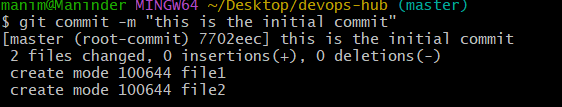 manim@Maninder MINGW64 ~/Desktop/devops-hub (master)
$ git commit -m "this is the initial commit"
[master (root-commit) 7702eec] this is the initial commit
 2 files changed, 0 insertions(+), 0 deletions(-)
 create mode 100644 file1
 create mode 100644 file2